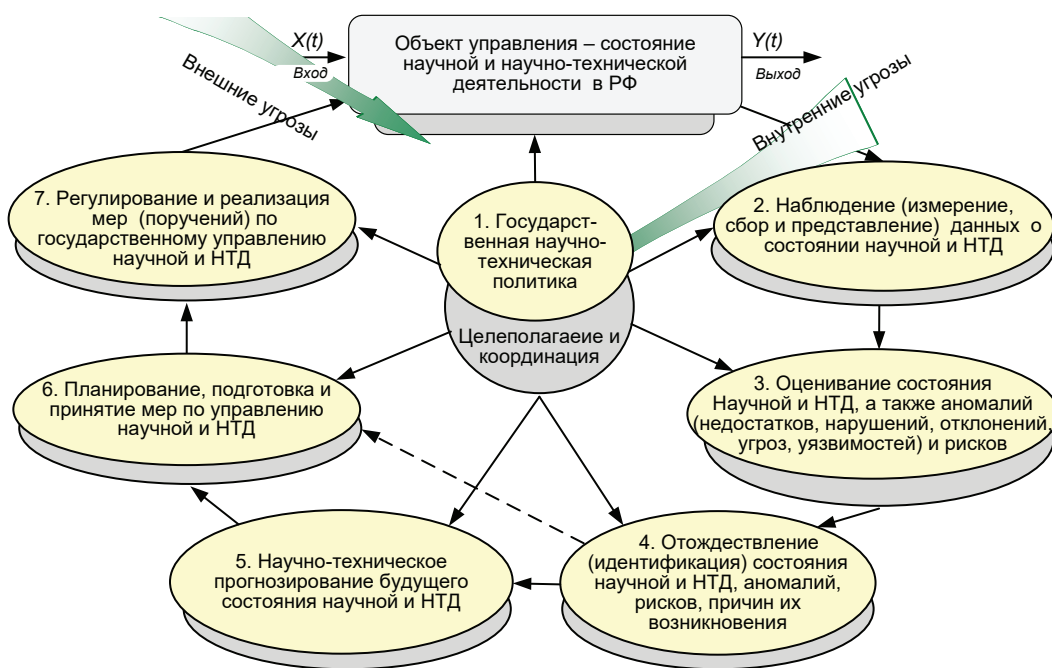 X(t)
Вход
Объект управления – состояние
научной и научно-технической
деятельности в РФ
Y(t)
Выход
Внешние угрозы
Внутренние угрозы
7. Регулирование и реализация
мер (поручений) по
государственному управлению
научной и НТД
1. Государст-
венная научно-
техническая
политика
2. Наблюдение (измерение,
сбор и представление) данных о
состоянии научной и НТД
Целеполагаеие и
координация
6. Планирование, подготовка и
принятие мер по управлению
научной и НТД
3. Оценивание состояния
Научной и НТД, а также аномалий
(недостатков, нарушений, отклонений,
угроз, уязвимостей) и рисков
5. Научно-техническое
прогнозирование будущего
состояния научной и НТД
4. Отождествление
(идентификация) состояния
научной и НТД, аномалий,
рисков, причин их
возникновения